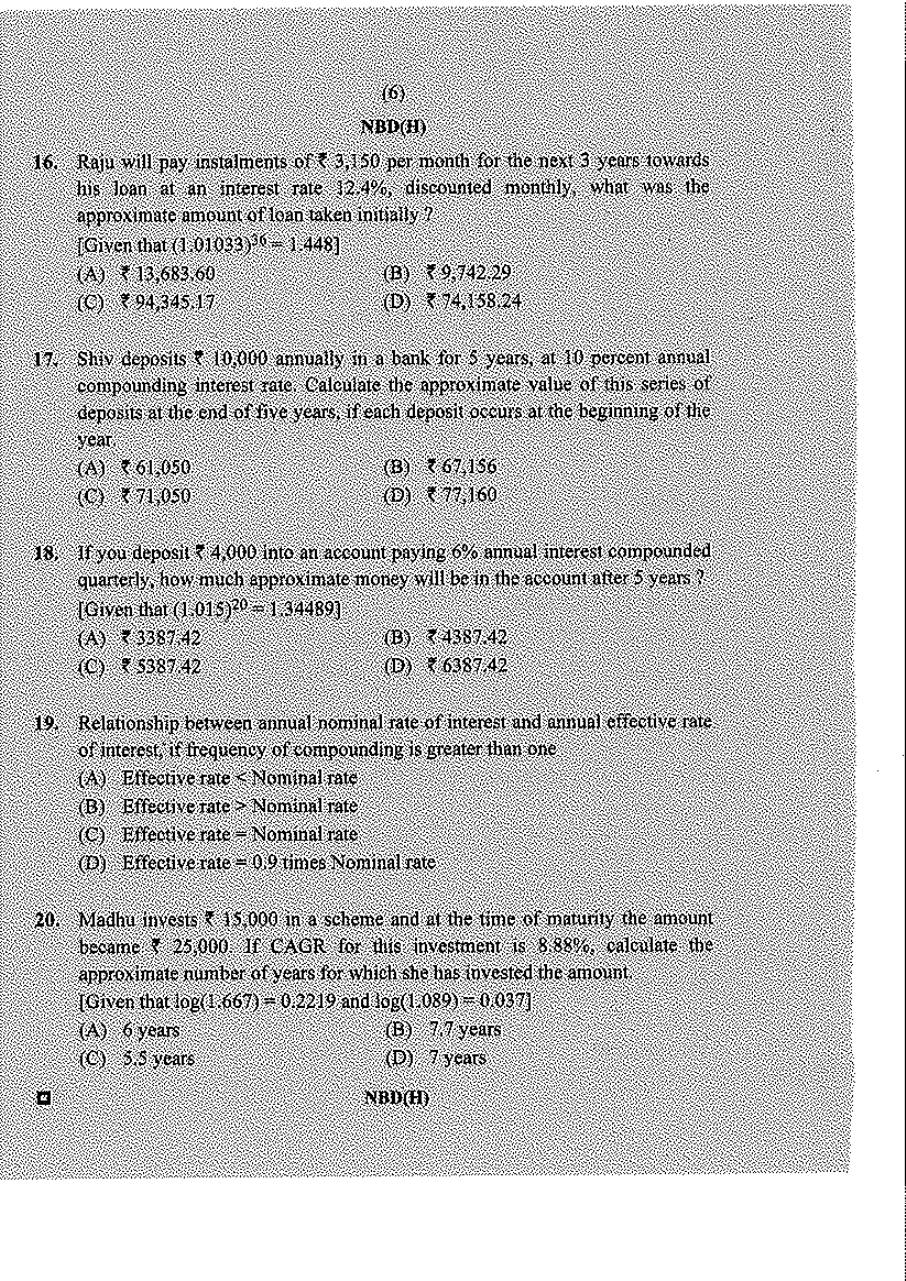 (6)
NBD(H)
16. Raju will pay instalments of ₹ 3,150 per month for the next 3 years towards
his loan at an interest rate 12.4%, discounted monthly, what was the
approximate amount of loan taken initially ?
[Given that (1.01033)³⁶ = 1.448]
(A) ₹ 13,683.60 (B) ₹ 9,742.29
(C) ₹ 94,345.17 (D) ₹ 74,158.24
17. Shiv deposits ₹ 10,000 annually in a bank for 5 years, at 10 percent annual
compounding interest rate. Calculate the approximate value of this series of
deposits at the end of five years, if each deposit occurs at the beginning of the
year.
(A) ₹ 61,050 (B) ₹ 67,156
(C) ₹ 71,050 (D) ₹ 77,160
18. If you deposit ₹ 4,000 into an account paying 6% annual interest compounded
quarterly, how much approximate money will be in the account after 5 years ?
[Given that (1.015)²⁰ = 1.34489]
(A) ₹ 3387.42 (B) ₹ 4387.42
(C) ₹ 5387.42 (D) ₹ 6387.42
19. Relationship between annual nominal rate of interest and annual effective rate
of interest, if frequency of compounding is greater than one
(A) Effective rate < Nominal rate
(B) Effective rate > Nominal rate
(C) Effective rate = Nominal rate
(D) Effective rate = 0.9 times Nominal rate
20. Madhu invests ₹ 15,000 in a scheme and at the time of maturity the amount
became ₹ 25,000. If CAGR for this investment is 8.88%, calculate the
approximate number of years for which she has invested the amount.
[Given that log(1.667) = 0.2219 and log(1.089) = 0.037]
(A) 6 years (B) 7.7 years
(C) 5.5 years (D) 7 years
NBD(H)